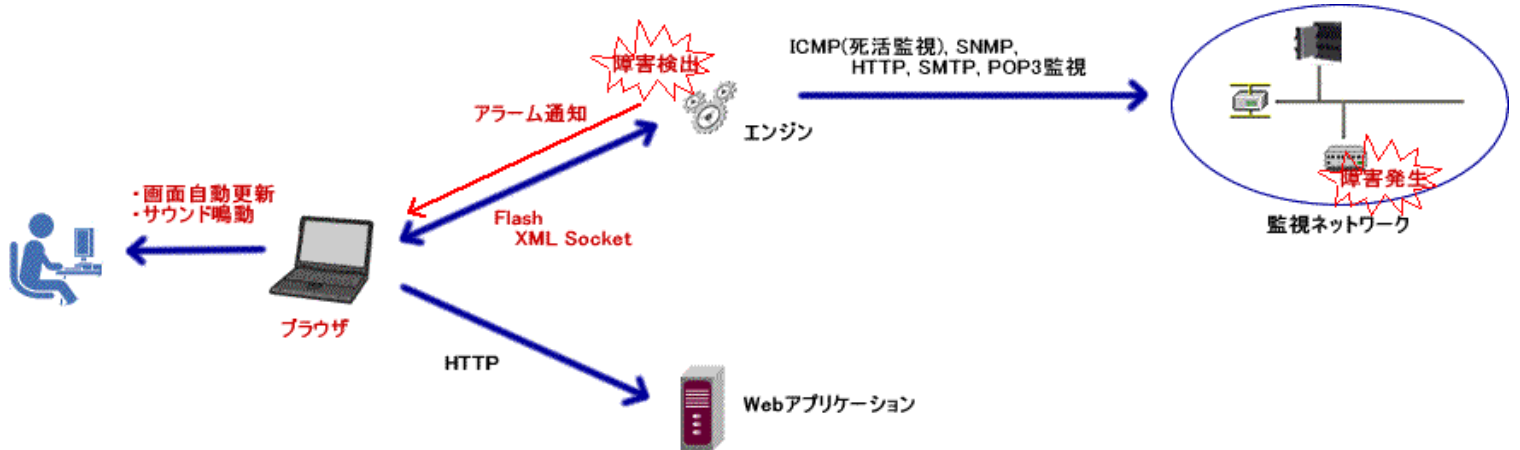 ICMP(死活監視), SNMP,
HTTP, SMTP, POP3監視
障害検出
アラーム通知
エンジン
障害発生
監視ネットワーク
・画面自動更新
・サウンド鳴動
Flash
XML Socket
ブラウザ
HTTP
Webアプリケーション